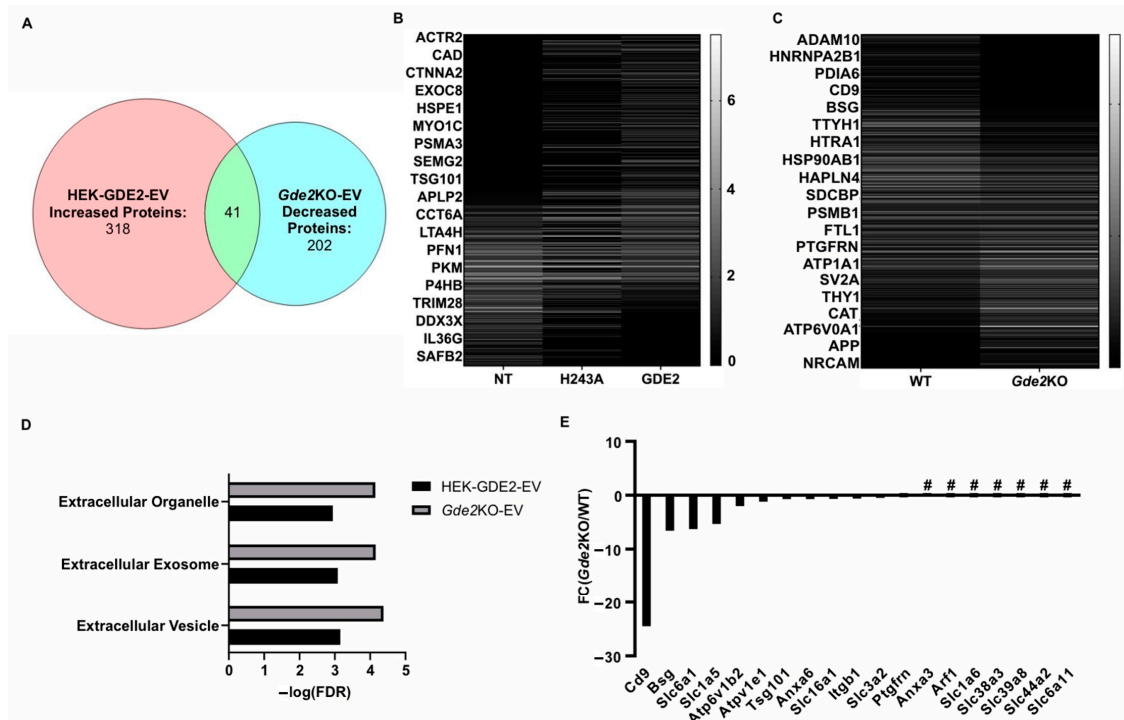 A
HEK-GDE2-EV
Increased Proteins:
318
41
Gde2KO-EV
Decreased
Proteins:
202
B
ACTR2
CAD
CTNNA2
EXOC8
HSPE1
MYO1C
PSMA3
SEMG2
TSG101
APLP2
CCT6A
LTA4H
PFN1
PKM
P4HB
TRIM28
DDX3X
IL36G
SAFB2
NT H243A GDE2
6
4
2
0
C
ADAM10
HNRNPA2B1
PDIA6
CD9
BSG
TTYH1
HTRA1
HSP90AB1
HAPLN4
SDCBP
PSMB1
FTL1
PTGFRN
ATP1A1
SV2A
THY1
CAT
ATP6V0A1
APP
NRCAM
WT Gde2KO
D
Extracellular Organelle
Extracellular Exosome
Extracellular Vesicle
0 1 2 3 4 5
−log(FDR)
HEK-GDE2-EV
Gde2KO-EV
E
FC(Gde2KO/WT)
10
0
−10
−20
−30
# # # # # # #
Cd9
Bsg
Slc6a1
Slc1a5
Atp6v1b2
Atpv1e1
Tsg101
Anxa6
Slc16a1
Itgb1
Slc3a2
Ptgfrn
Anxa3
Arf1
Slc1a6
Slc38a3
Slc39a8
Slc44a2
Slc6a11